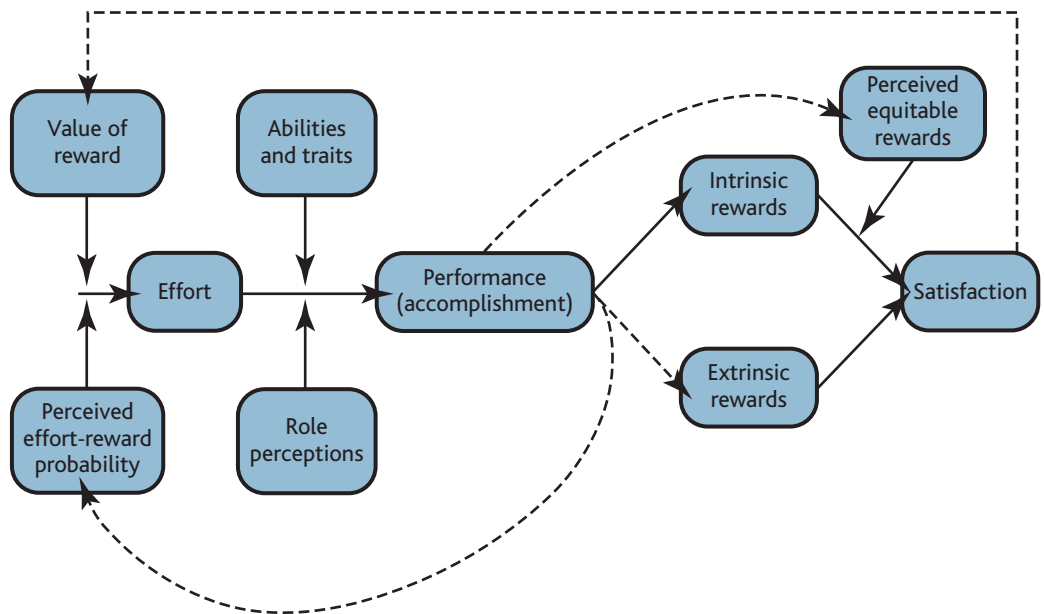 Value of
reward
Abilities
and traits
Perceived
equitable
rewards
Intrinsic
rewards
Effort
Performance
(accomplishment)
Satisfaction
Perceived
effort-reward
probability
Role
perceptions
Extrinsic
rewards